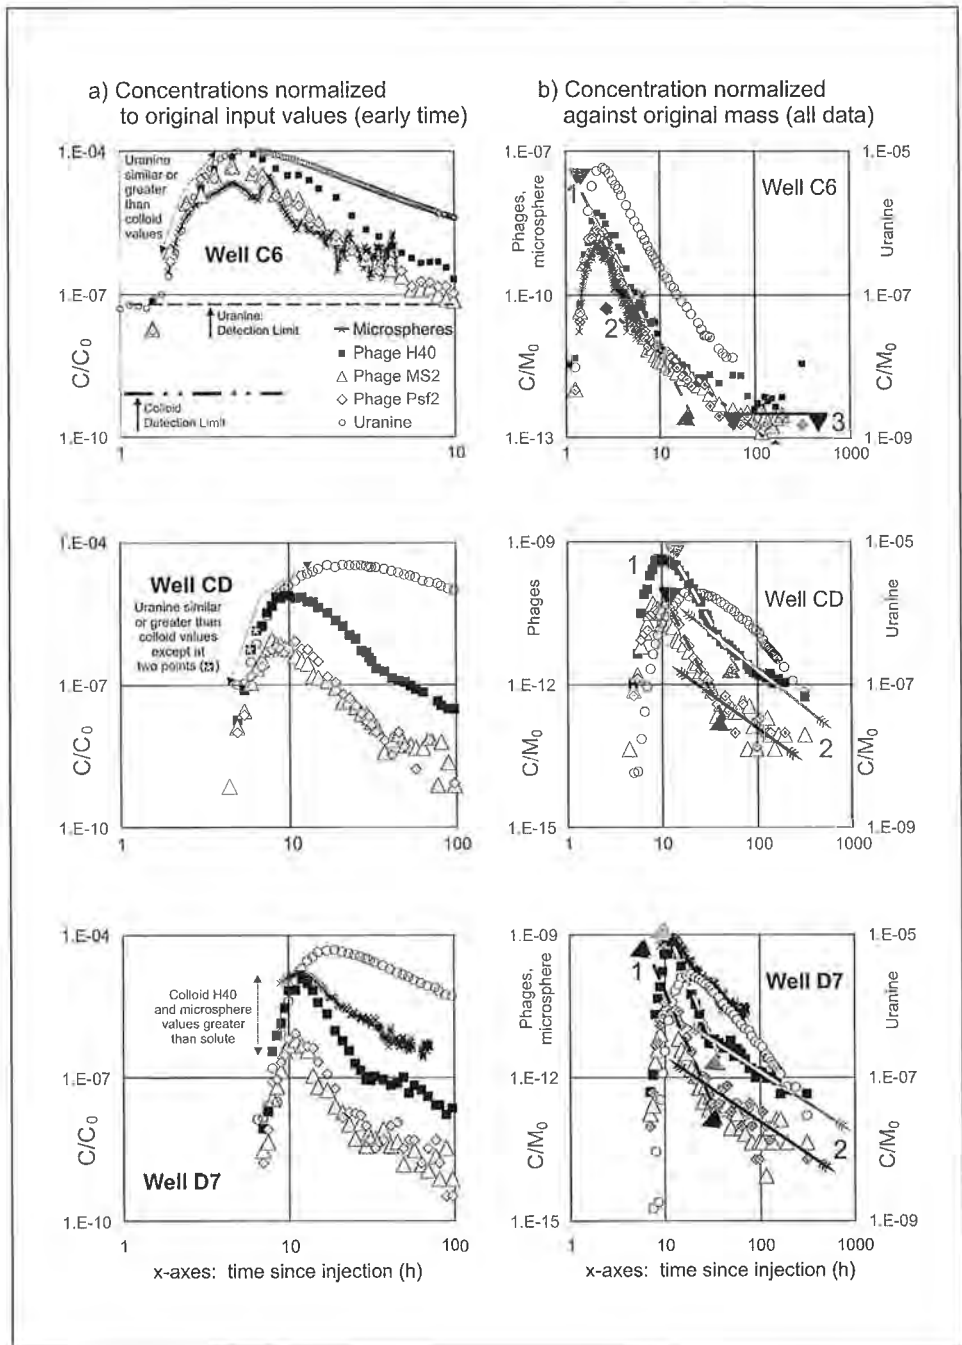 a) Concentrations normalized
to original input values (early time)
b) Concentration normalized
against original mass (all data)
1.E-04
1.E-07
1.E-10
C/C0
1
10
Uranine
similar or
greater
than
colloid
values
Well C6
Uranine:
Detection Limit
Colloid
Detection Limit
Microspheres
Phage H40
Phage MS2
Phage Psf2
Uranine
1.E-07
1.E-10
1.E-13
Phages,
microsphere
C/M0
1
10
100
1000
1.E-05
1.E-07
1.E-09
Uranine
C/M0
Well C6
1
2
3
1.E-04
1.E-07
1.E-10
C/C0
1
10
100
Well CD
Uranine similar
or greater than
colloid values
except at
two points (
)
1.E-09
1.E-12
1.E-15
Phages
C/M0
1
10
100
1000
1.E-05
1.E-07
1.E-09
Uranine
C/M0
Well CD
1
2
1.E-04
1.E-07
1.E-10
C/C0
1
10
100
Colloid H40
and microsphere
values greater
than solute
Well D7
x-axes: time since injection (h)
1.E-09
1.E-12
1.E-15
Phages,
microsphere
C/M0
1
10
100
1000
1.E-05
1.E-07
1.E-09
Uranine
C/M0
Well D7
1
2
x-axes: time since injection (h)